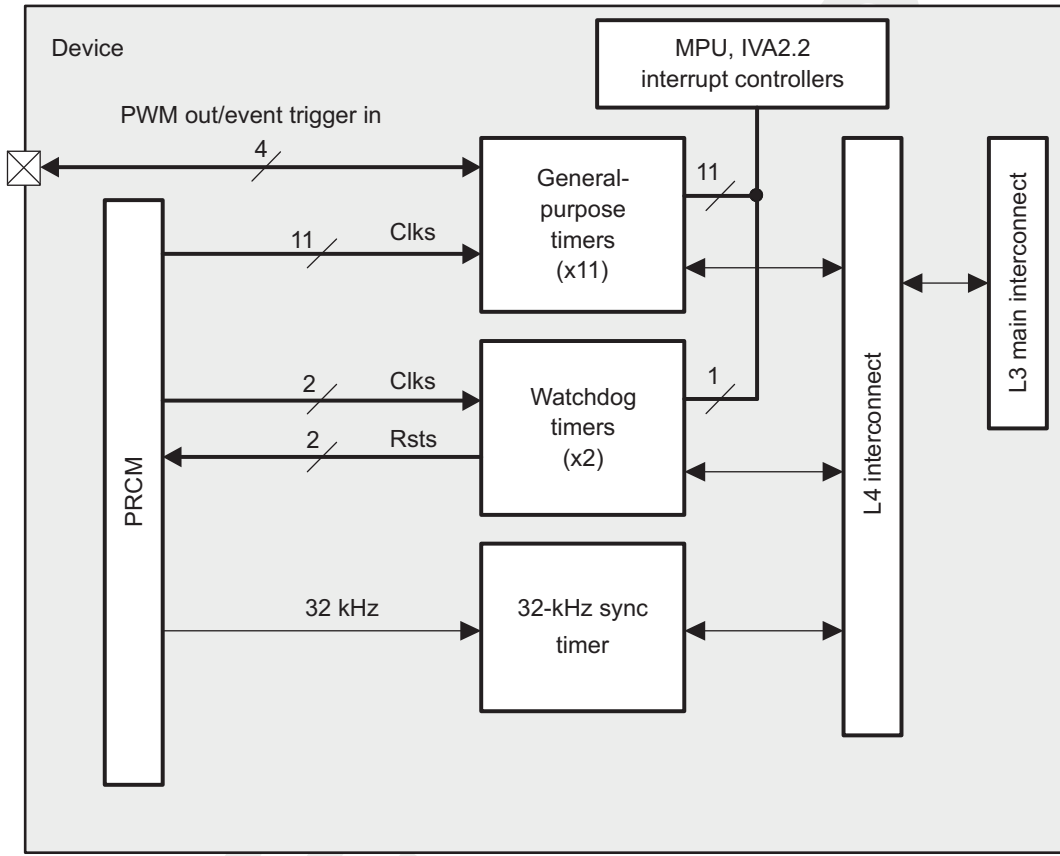 Device
MPU, IVA2.2
interrupt controllers
PWM out/event trigger in
4
General-
purpose
timers
(x11)
11
11
Clks
L3 main interconnect
L4 interconnect
PRCM
2
Clks
2
Rsts
Watchdog
timers
(x2)
1
32 kHz
32-kHz sync
timer